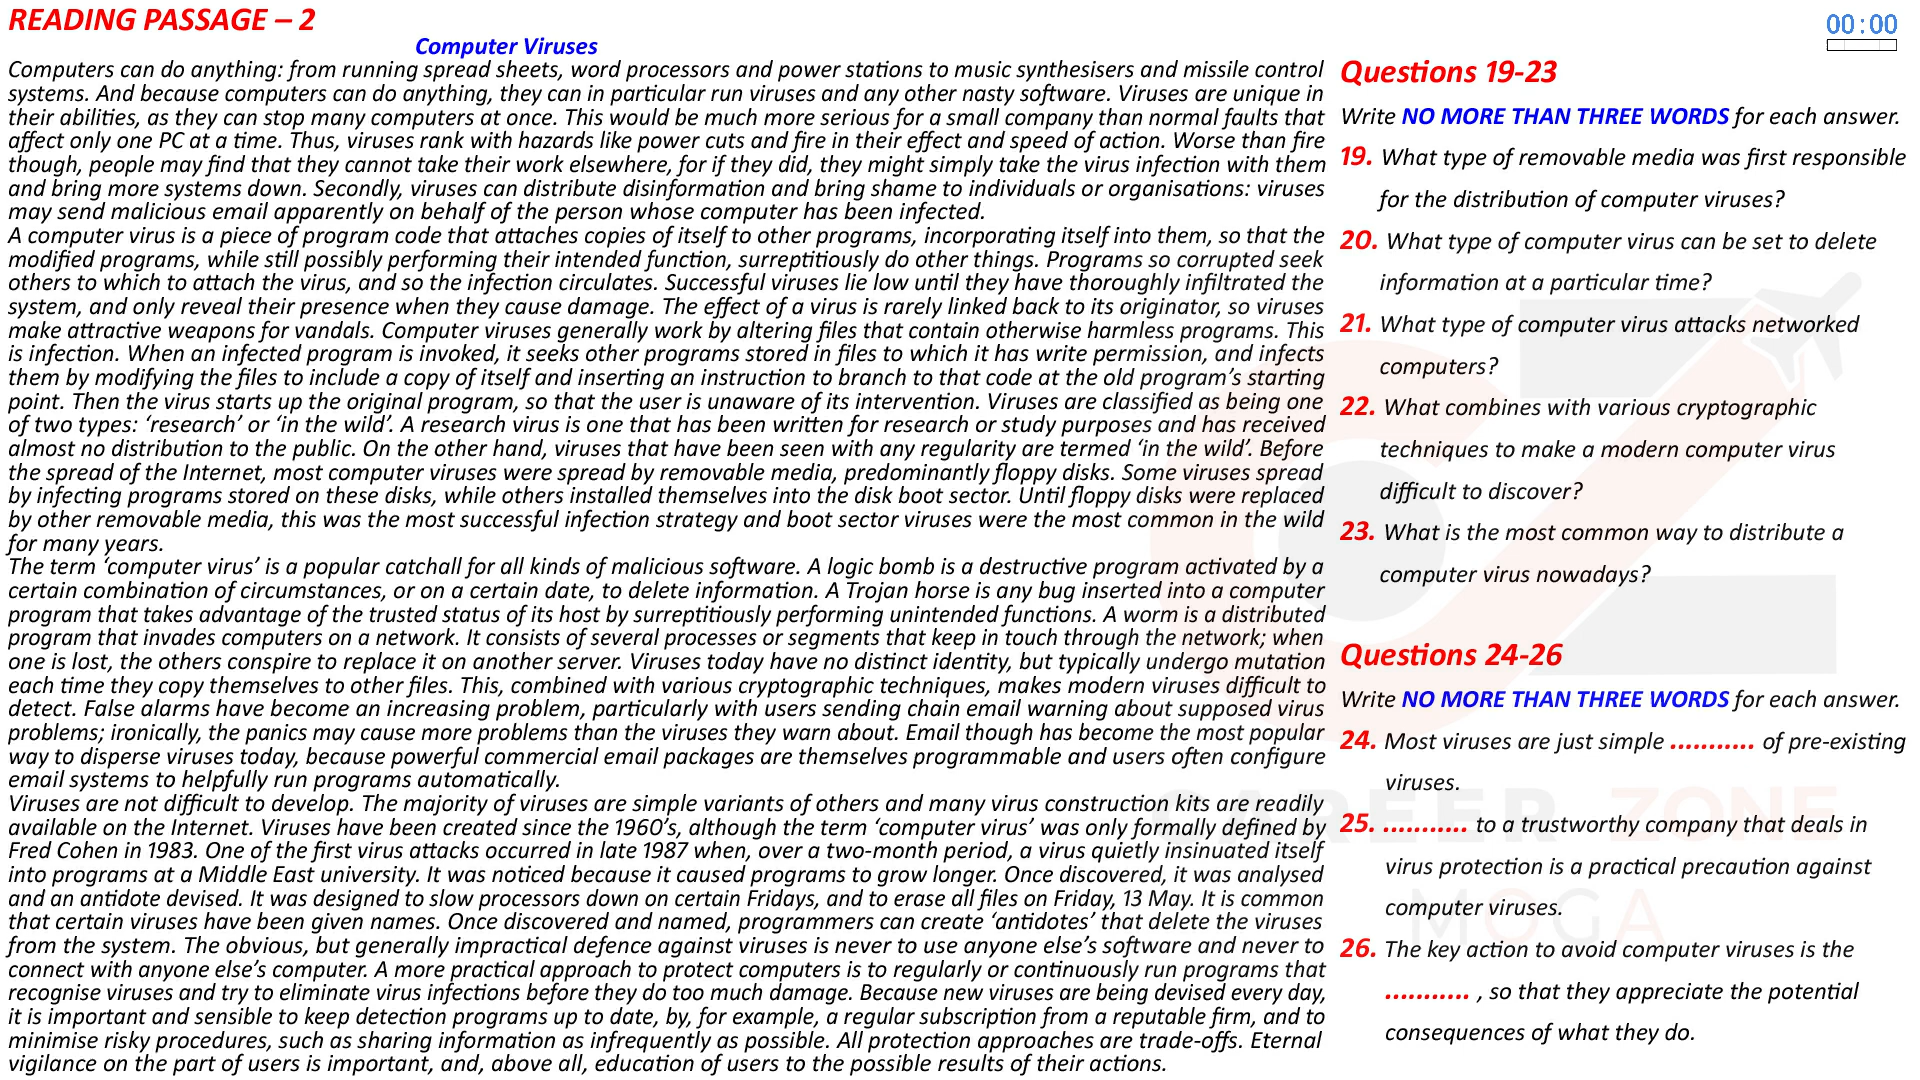 READING PASSAGE – 2
00:00
Computer Viruses
Computers can do anything: from running spread sheets, word processors and power stations to music synthesisers and missile control
systems. And because computers can do anything, they can in particular run viruses and any other nasty software. Viruses are unique in
their abilities, as they can stop many computers at once. This would be much more serious for a small company than normal faults that
affect only one PC at a time. Thus, viruses rank with hazards like power cuts and fire in their effect and speed of action. Worse than fire
though, people may find that they cannot take their work elsewhere, for if they did, they might simply take the virus infection with them
and bring more systems down. Secondly, viruses can distribute disinformation and bring shame to individuals or organisations: viruses
may send malicious email apparently on behalf of the person whose computer has been infected.
A computer virus is a piece of program code that attaches copies of itself to other programs, incorporating itself into them, so that the
modified programs, while still possibly performing their intended function, surreptitiously do other things. Programs so corrupted seek
others to which to attach the virus, and so the infection circulates. Successful viruses lie low until they have thoroughly infiltrated the
system, and only reveal their presence when they cause damage. The effect of a virus is rarely linked back to its originator, so viruses
make attractive weapons for vandals. Computer viruses generally work by altering files that contain otherwise harmless programs. This
is infection. When an infected program is invoked, it seeks other programs stored in files to which it has write permission, and infects
them by modifying the files to include a copy of itself and inserting an instruction to branch to that code at the old program's starting
point. Then the virus starts up the original program, so that the user is unaware of its intervention. Viruses are classified as being one
of two types: 'research' or 'in the wild'. A research virus is one that has been written for research or study purposes and has received
almost no distribution to the public. On the other hand, viruses that have been seen with any regularity are termed 'in the wild'. Before
the spread of the Internet, most computer viruses were spread by removable media, predominantly floppy disks. Some viruses spread
by infecting programs stored on these disks, while others installed themselves into the disk boot sector. Until floppy disks were replaced
by other removable media, this was the most successful infection strategy and boot sector viruses were the most common in the wild
for many years.
The term 'computer virus' is a popular catchall for all kinds of malicious software. A logic bomb is a destructive program activated by a
certain combination of circumstances, or on a certain date, to delete information. A Trojan horse is any bug inserted into a computer
program that takes advantage of the trusted status of its host by surreptitiously performing unintended functions. A worm is a distributed
program that invades computers on a network. It consists of several processes or segments that keep in touch through the network; when
one is lost, the others conspire to replace it on another server. Viruses today have no distinct identity, but typically undergo mutation
each time they copy themselves to other files. This, combined with various cryptographic techniques, makes modern viruses difficult to
detect. False alarms have become an increasing problem, particularly with users sending chain email warning about supposed virus
problems; ironically, the panics may cause more problems than the viruses they warn about. Email though has become the most popular
way to disperse viruses today, because powerful commercial email packages are themselves programmable and users often configure
email systems to helpfully run programs automatically.
Viruses are not difficult to develop. The majority of viruses are simple variants of others and many virus construction kits are readily
available on the Internet. Viruses have been created since the 1960's, although the term 'computer virus' was only formally defined by
Fred Cohen in 1983. One of the first virus attacks occurred in late 1987 when, over a two-month period, a virus quietly insinuated itself
into programs at a Middle East university. It was noticed because it caused programs to grow longer. Once discovered, it was analysed
and an antidote devised. It was designed to slow processors down on certain Fridays, and to erase all files on Friday, 13 May. It is common
that certain viruses have been given names. Once discovered and named, programmers can create 'antidotes' that delete the viruses
from the system. The obvious, but generally impractical defence against viruses is never to use anyone else's software and never to
connect with anyone else's computer. A more practical approach to protect computers is to regularly or continuously run programs that
recognise viruses and try to eliminate virus infections before they do too much damage. Because new viruses are being devised every day,
it is important and sensible to keep detection programs up to date, by, for example, a regular subscription from a reputable firm, and to
minimise risky procedures, such as sharing information as infrequently as possible. All protection approaches are trade-offs. Eternal
vigilance on the part of users is important, and, above all, education of users to the possible results of their actions.
Questions 19-23
Write NO MORE THAN THREE WORDS for each answer.
19. What type of removable media was first responsible
for the distribution of computer viruses?
20. What type of computer virus can be set to delete
information at a particular time?
21. What type of computer virus attacks networked
computers?
22. What combines with various cryptographic
techniques to make a modern computer virus
difficult to discover?
23. What is the most common way to distribute a
computer virus nowadays?
Questions 24-26
Write NO MORE THAN THREE WORDS for each answer.
24. Most viruses are just simple ........... of pre-existing
viruses.
25. ........... to a trustworthy company that deals in
virus protection is a practical precaution against
computer viruses.
26. The key action to avoid computer viruses is the
........... , so that they appreciate the potential
consequences of what they do.
CAREER ZONE
MOGA